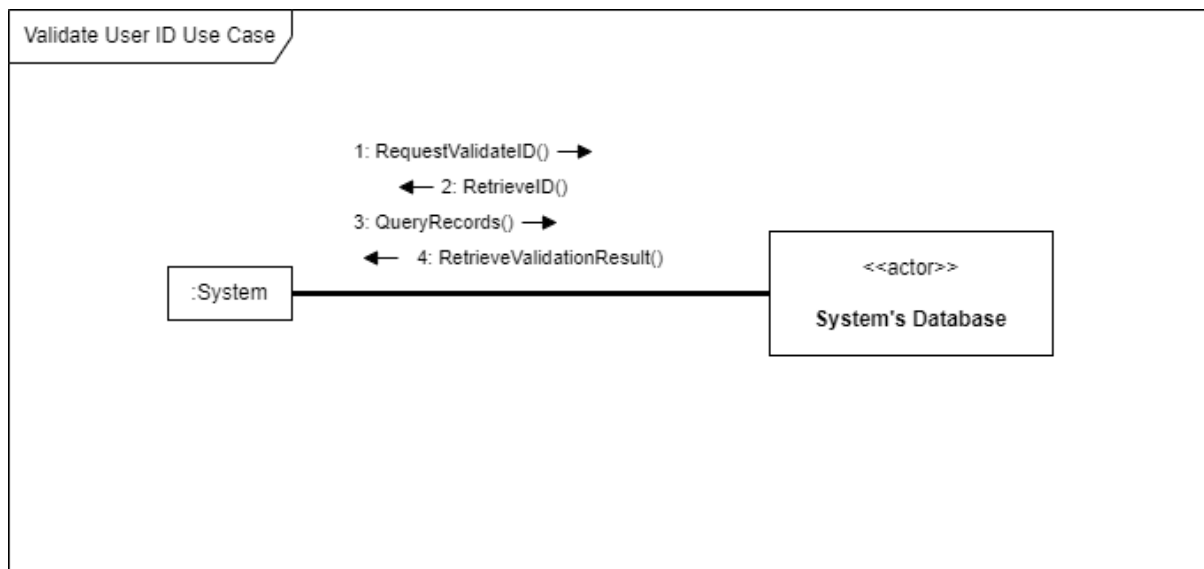 Validate User ID Use Case
1: RequestValidateID()
2: RetrieveID()
3: QueryRecords()
4: RetrieveValidationResult()
<<actor>>
:System
System's Database